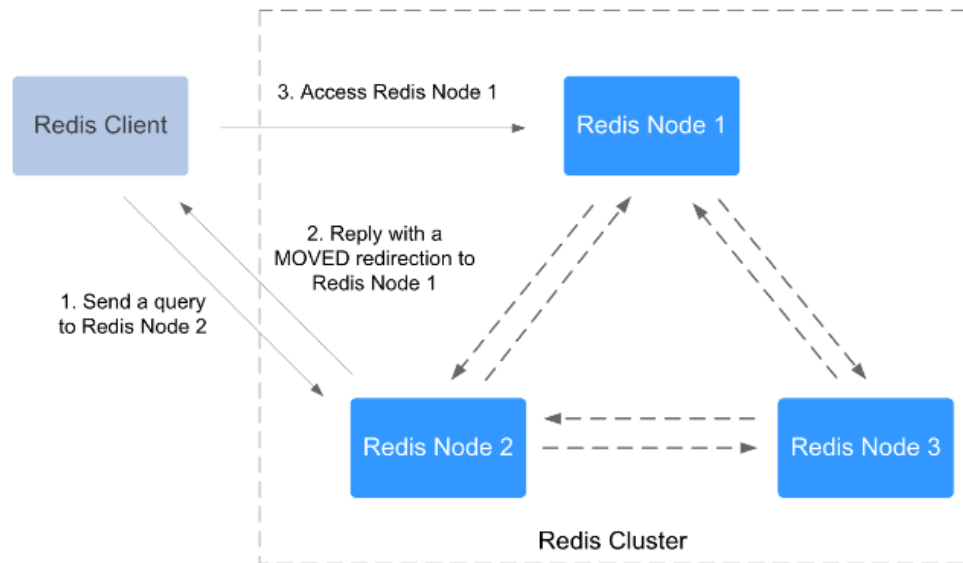 3. Access Redis Node 1
Redis Client
Redis Node 1
2. Reply with a
MOVED redirection to
Redis Node 1
1. Send a query
to Redis Node 2
Redis Node 2
Redis Node 3
Redis Cluster